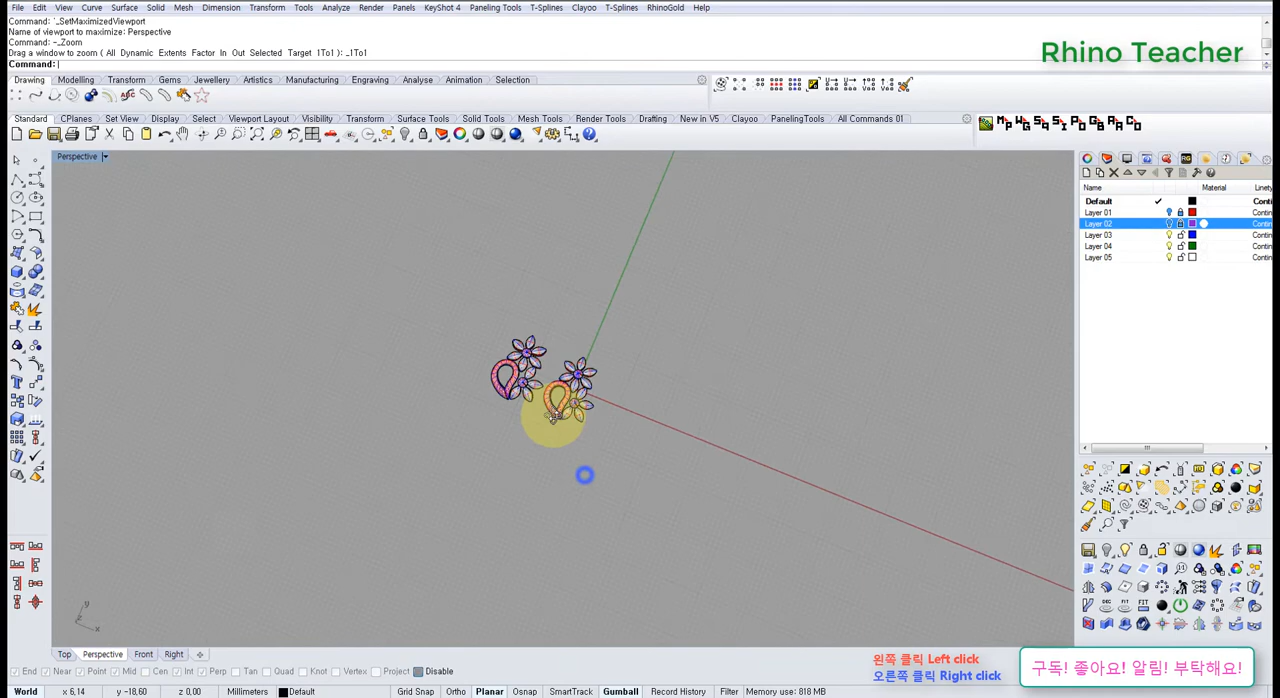 File Edit View Curve Surface Solid Mesh Dimension Transform Tools Analyze Render Panels KeyShot 4 Paneling Tools T-Splines Clayoo T-Splines RhinoGold Help
Command: '_SetMaximizedViewport
Name of viewport to maximize: Perspective
Command: -_Zoom
Drag a window to zoom ( All Dynamic Extents Factor In Out Selected Target 1To1 ): _1To1
Command:
Rhino Teacher
Drawing Modelling Transform Gems Jewellery Artistics Manufacturing Engraving Analyse Animation Selection
Standard CPlanes Set View Display Select Viewport Layout Visibility Transform Surface Tools Solid Tools Mesh Tools Render Tools Drafting New in V5 Clayoo PanelingTools All Commands 01
Perspective
Name Material Linety
Default Conti
Layer 01 Contin
Layer 02 Contin
Layer 03 Contin
Layer 04 Contin
Layer 05 Contin
y
x
Top Perspective Front Right
End Near Point Mid Cen Int Perp Tan Quad Knot Vertex Project Disable
왼쪽 클릭 Left click
오른쪽 클릭 Right click
구독! 좋아요! 알림! 부탁해요!
World x 6,14 y -18,60 z 0,00 Millimeters Default Grid Snap Ortho Planar Osnap SmartTrack Gumball Record History Filter Memory use: 818 MB